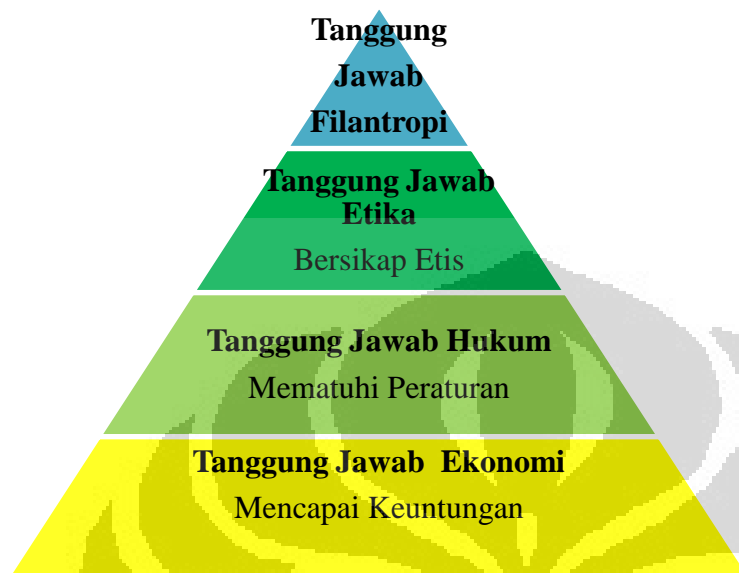 Tanggung
Jawab
Filantropi
Tanggung Jawab
Etika
Bersikap Etis
Tanggung Jawab Hukum
Mematuhi Peraturan
Tanggung Jawab  Ekonomi
Mencapai Keuntungan